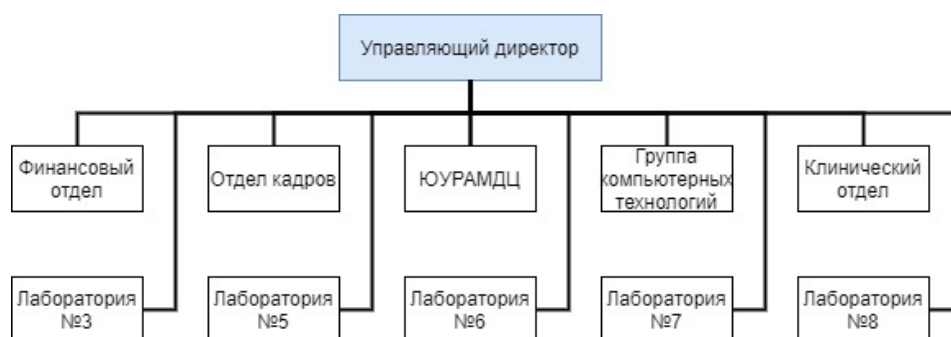 Управляющий директор
Финансовый
отдел
Отдел кадров
ЮУРАМДЦ
Группа
компьютерных
технологий
Клинический
отдел
Лаборатория
№3
Лаборатория
№5
Лаборатория
№6
Лаборатория
№7
Лаборатория
№8